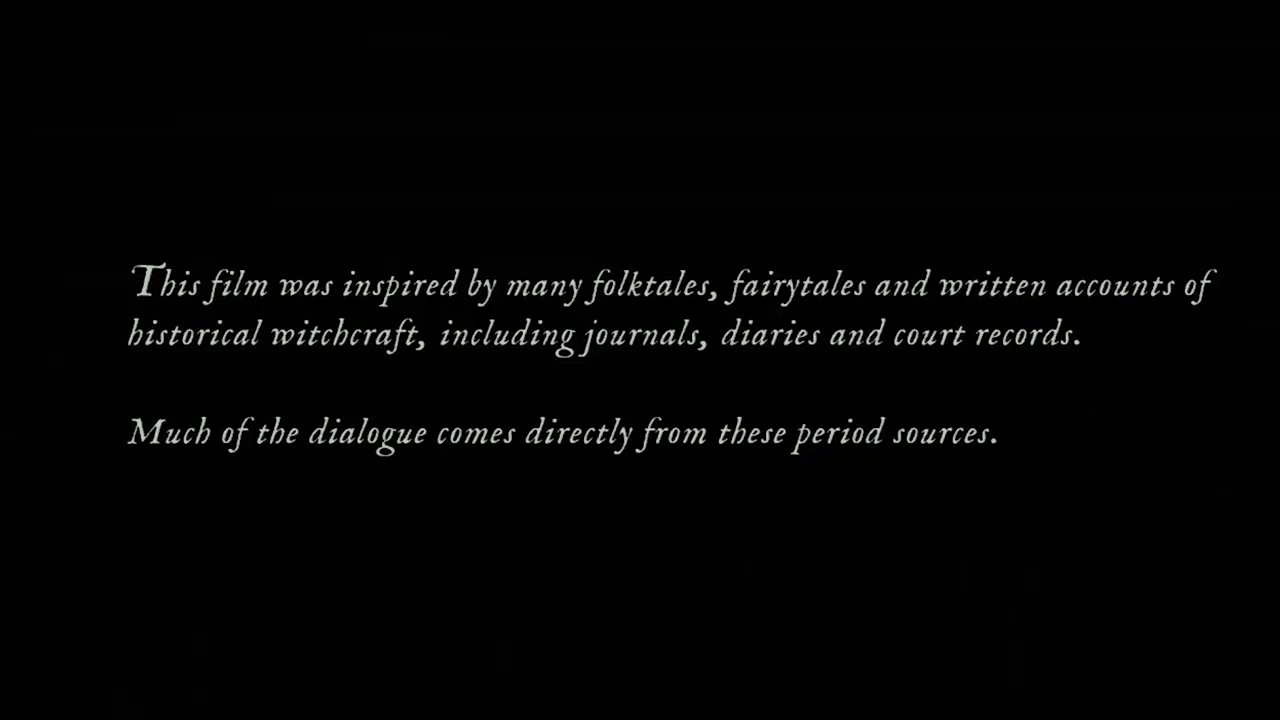 This film was inspired by many folktales, fairytales and written accounts of
historical witchcraft, including journals, diaries and court records.
Much of the dialogue comes directly from these period sources.